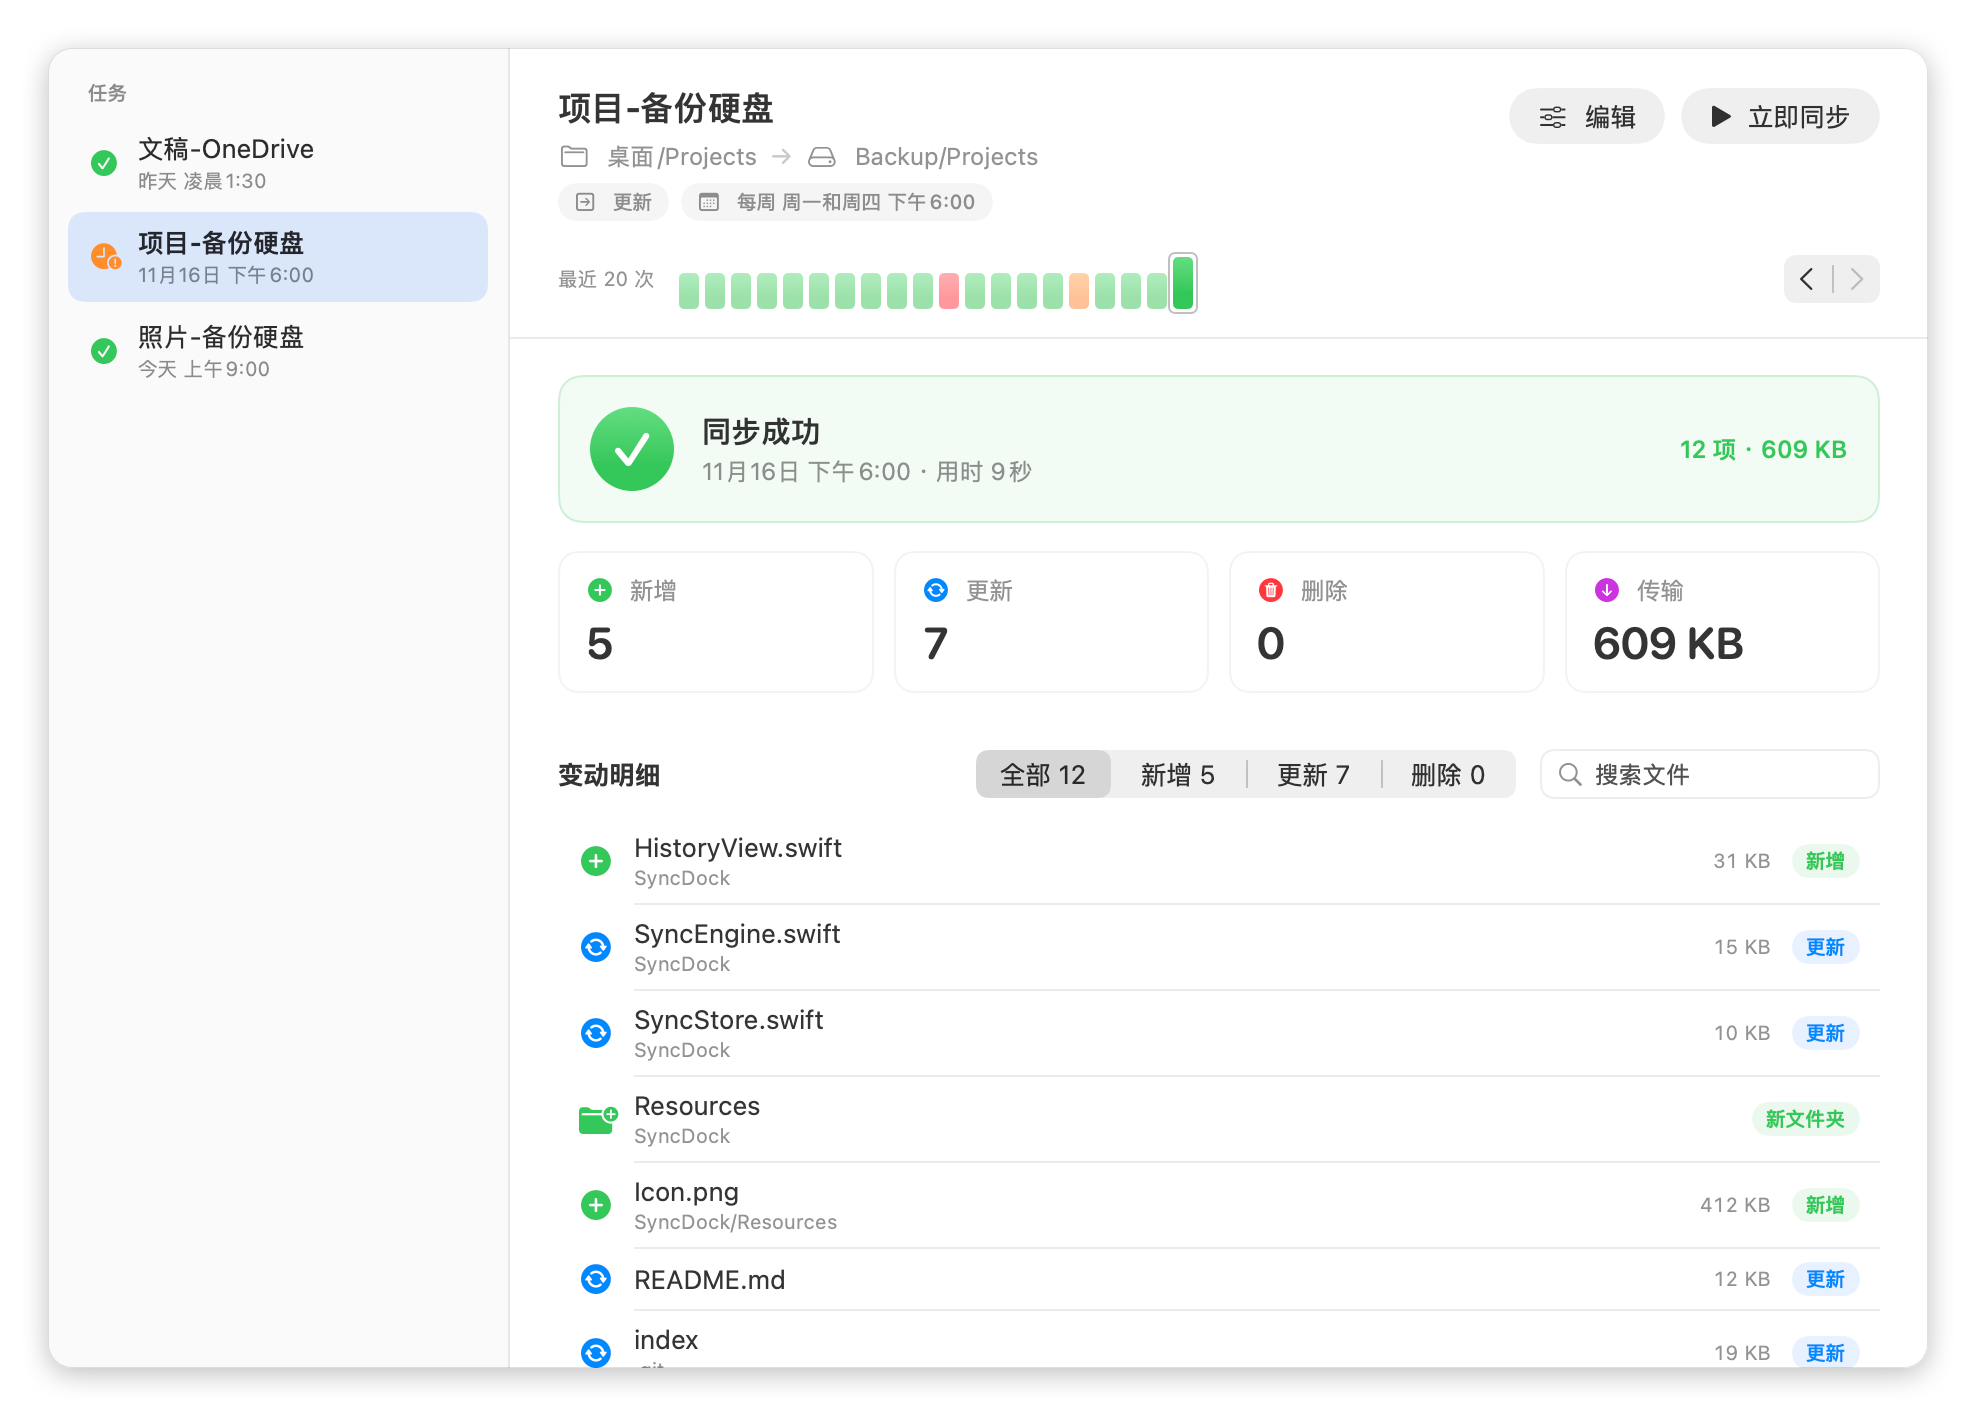 任务
文稿-OneDrive
昨天 凌晨1:30
项目-备份硬盘
11月16日 下午6:00
照片-备份硬盘
今天 上午9:00
项目-备份硬盘
桌面/Projects → Backup/Projects
更新 每周 周一和周四 下午6:00
编辑
立即同步
最近 20 次
同步成功
11月16日 下午6:00 · 用时 9秒
12 项 · 609 KB
新增
5
更新
7
删除
0
传输
609 KB
变动明细
全部 12 新增 5 更新 7 删除 0
搜索文件
HistoryView.swift
SyncDock
31 KB 新增
SyncEngine.swift
SyncDock
15 KB 更新
SyncStore.swift
SyncDock
10 KB 更新
Resources
SyncDock
新文件夹
Icon.png
SyncDock/Resources
412 KB 新增
README.md
12 KB 更新
index
19 KB 更新